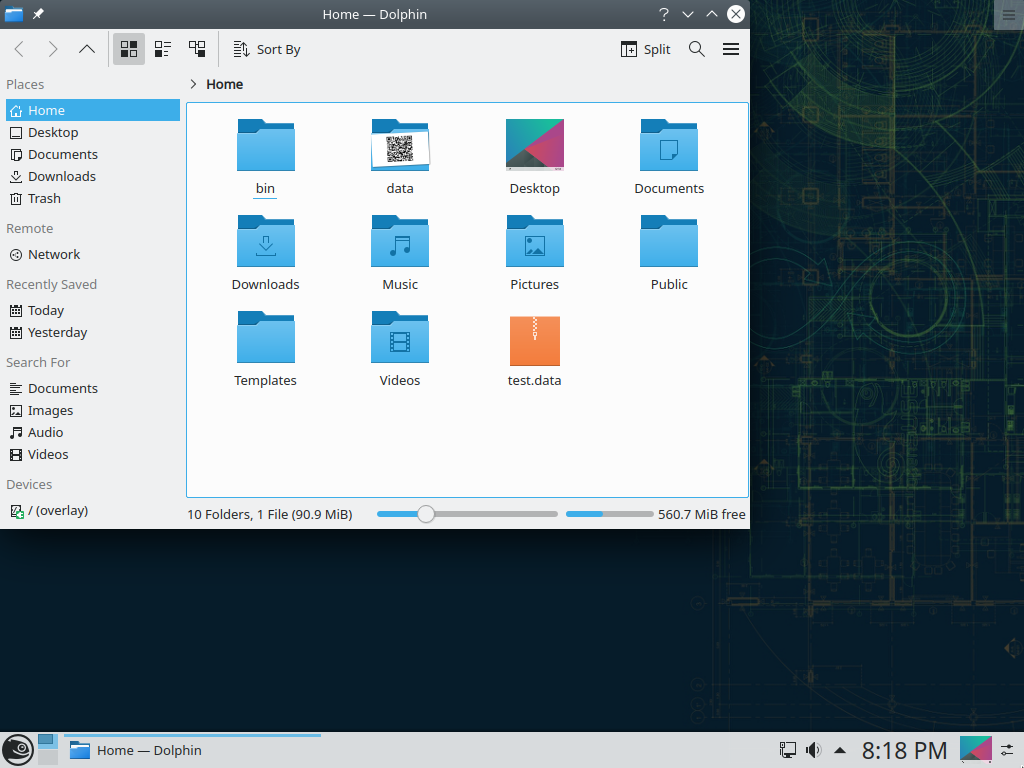 Home — Dolphin
Sort By
Split
Places
Home
Desktop
Documents
Downloads
Trash
Remote
Network
Recently Saved
Today
Yesterday
Search For
Documents
Images
Audio
Videos
Devices
/ (overlay)
Home
bin
data
Desktop
Documents
Downloads
Music
Pictures
Public
Templates
Videos
test.data
10 Folders, 1 File (90.9 MiB)
560.7 MiB free
Home — Dolphin
8:18 PM